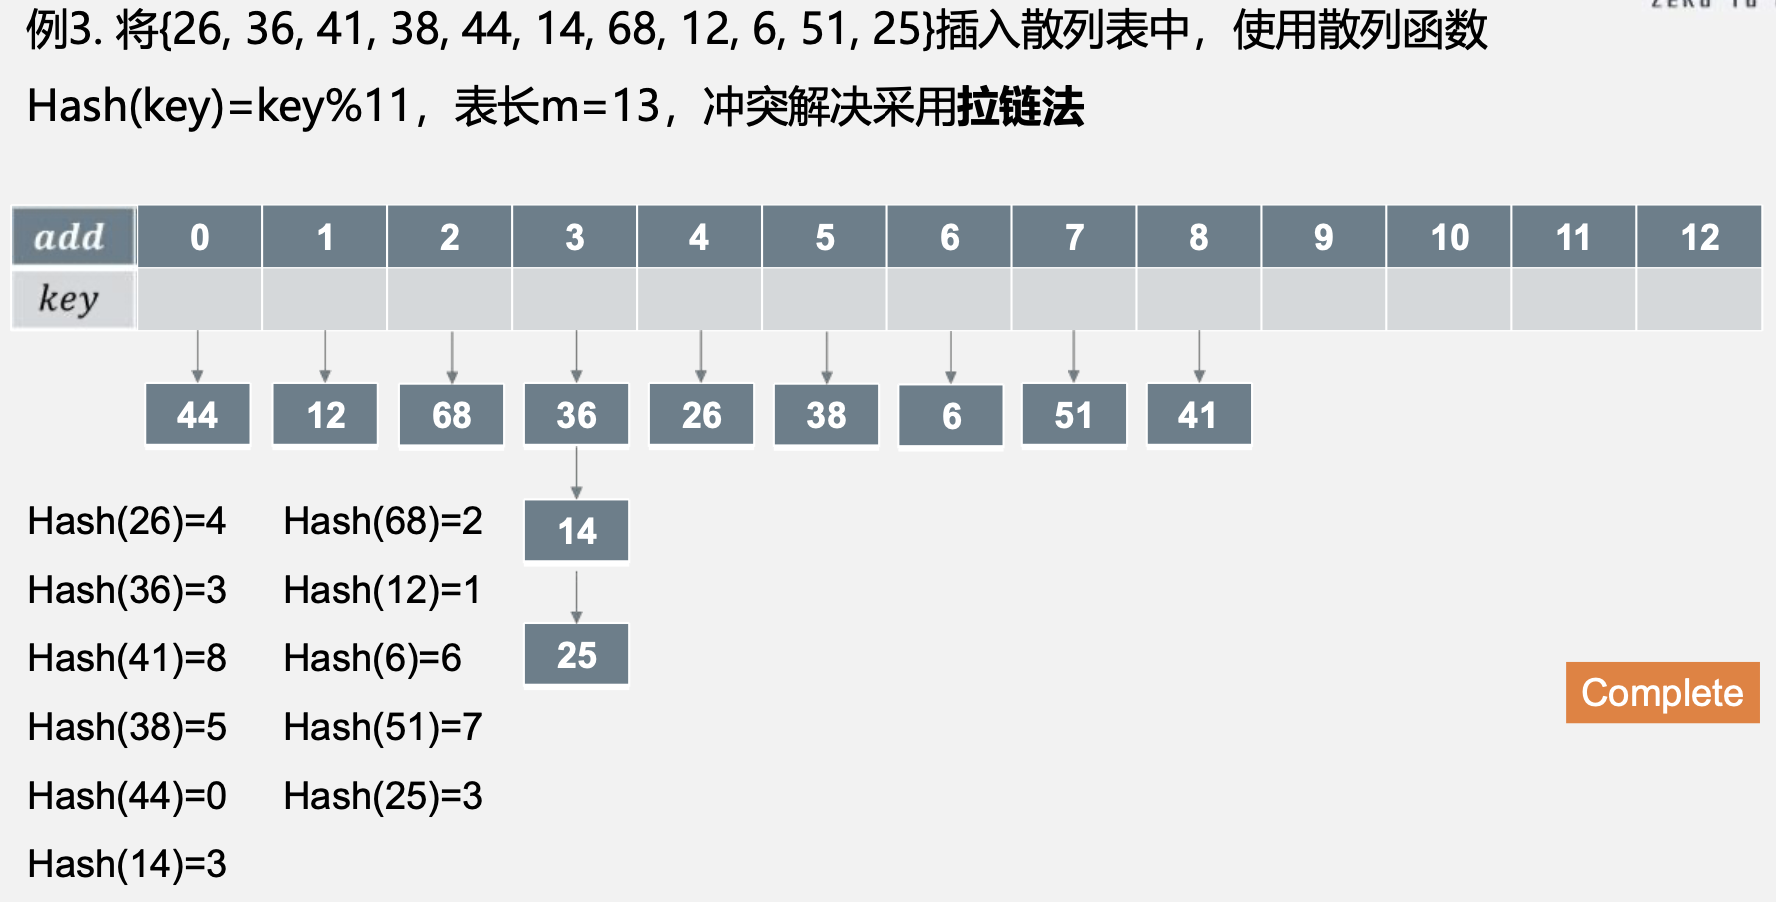 例3. 将{26, 36, 41, 38, 44, 14, 68, 12, 6, 51, 25}插入散列表中，使用散列函数
Hash(key)=key%11，表长m=13，冲突解决采用拉链法
add 0 1 2 3 4 5 6 7 8 9 10 11 12
key
44 12 68 36 26 38 6 51 41
14
25
Hash(26)=4 Hash(68)=2
Hash(36)=3 Hash(12)=1
Hash(41)=8 Hash(6)=6
Hash(38)=5 Hash(51)=7
Hash(44)=0 Hash(25)=3
Hash(14)=3
Complete